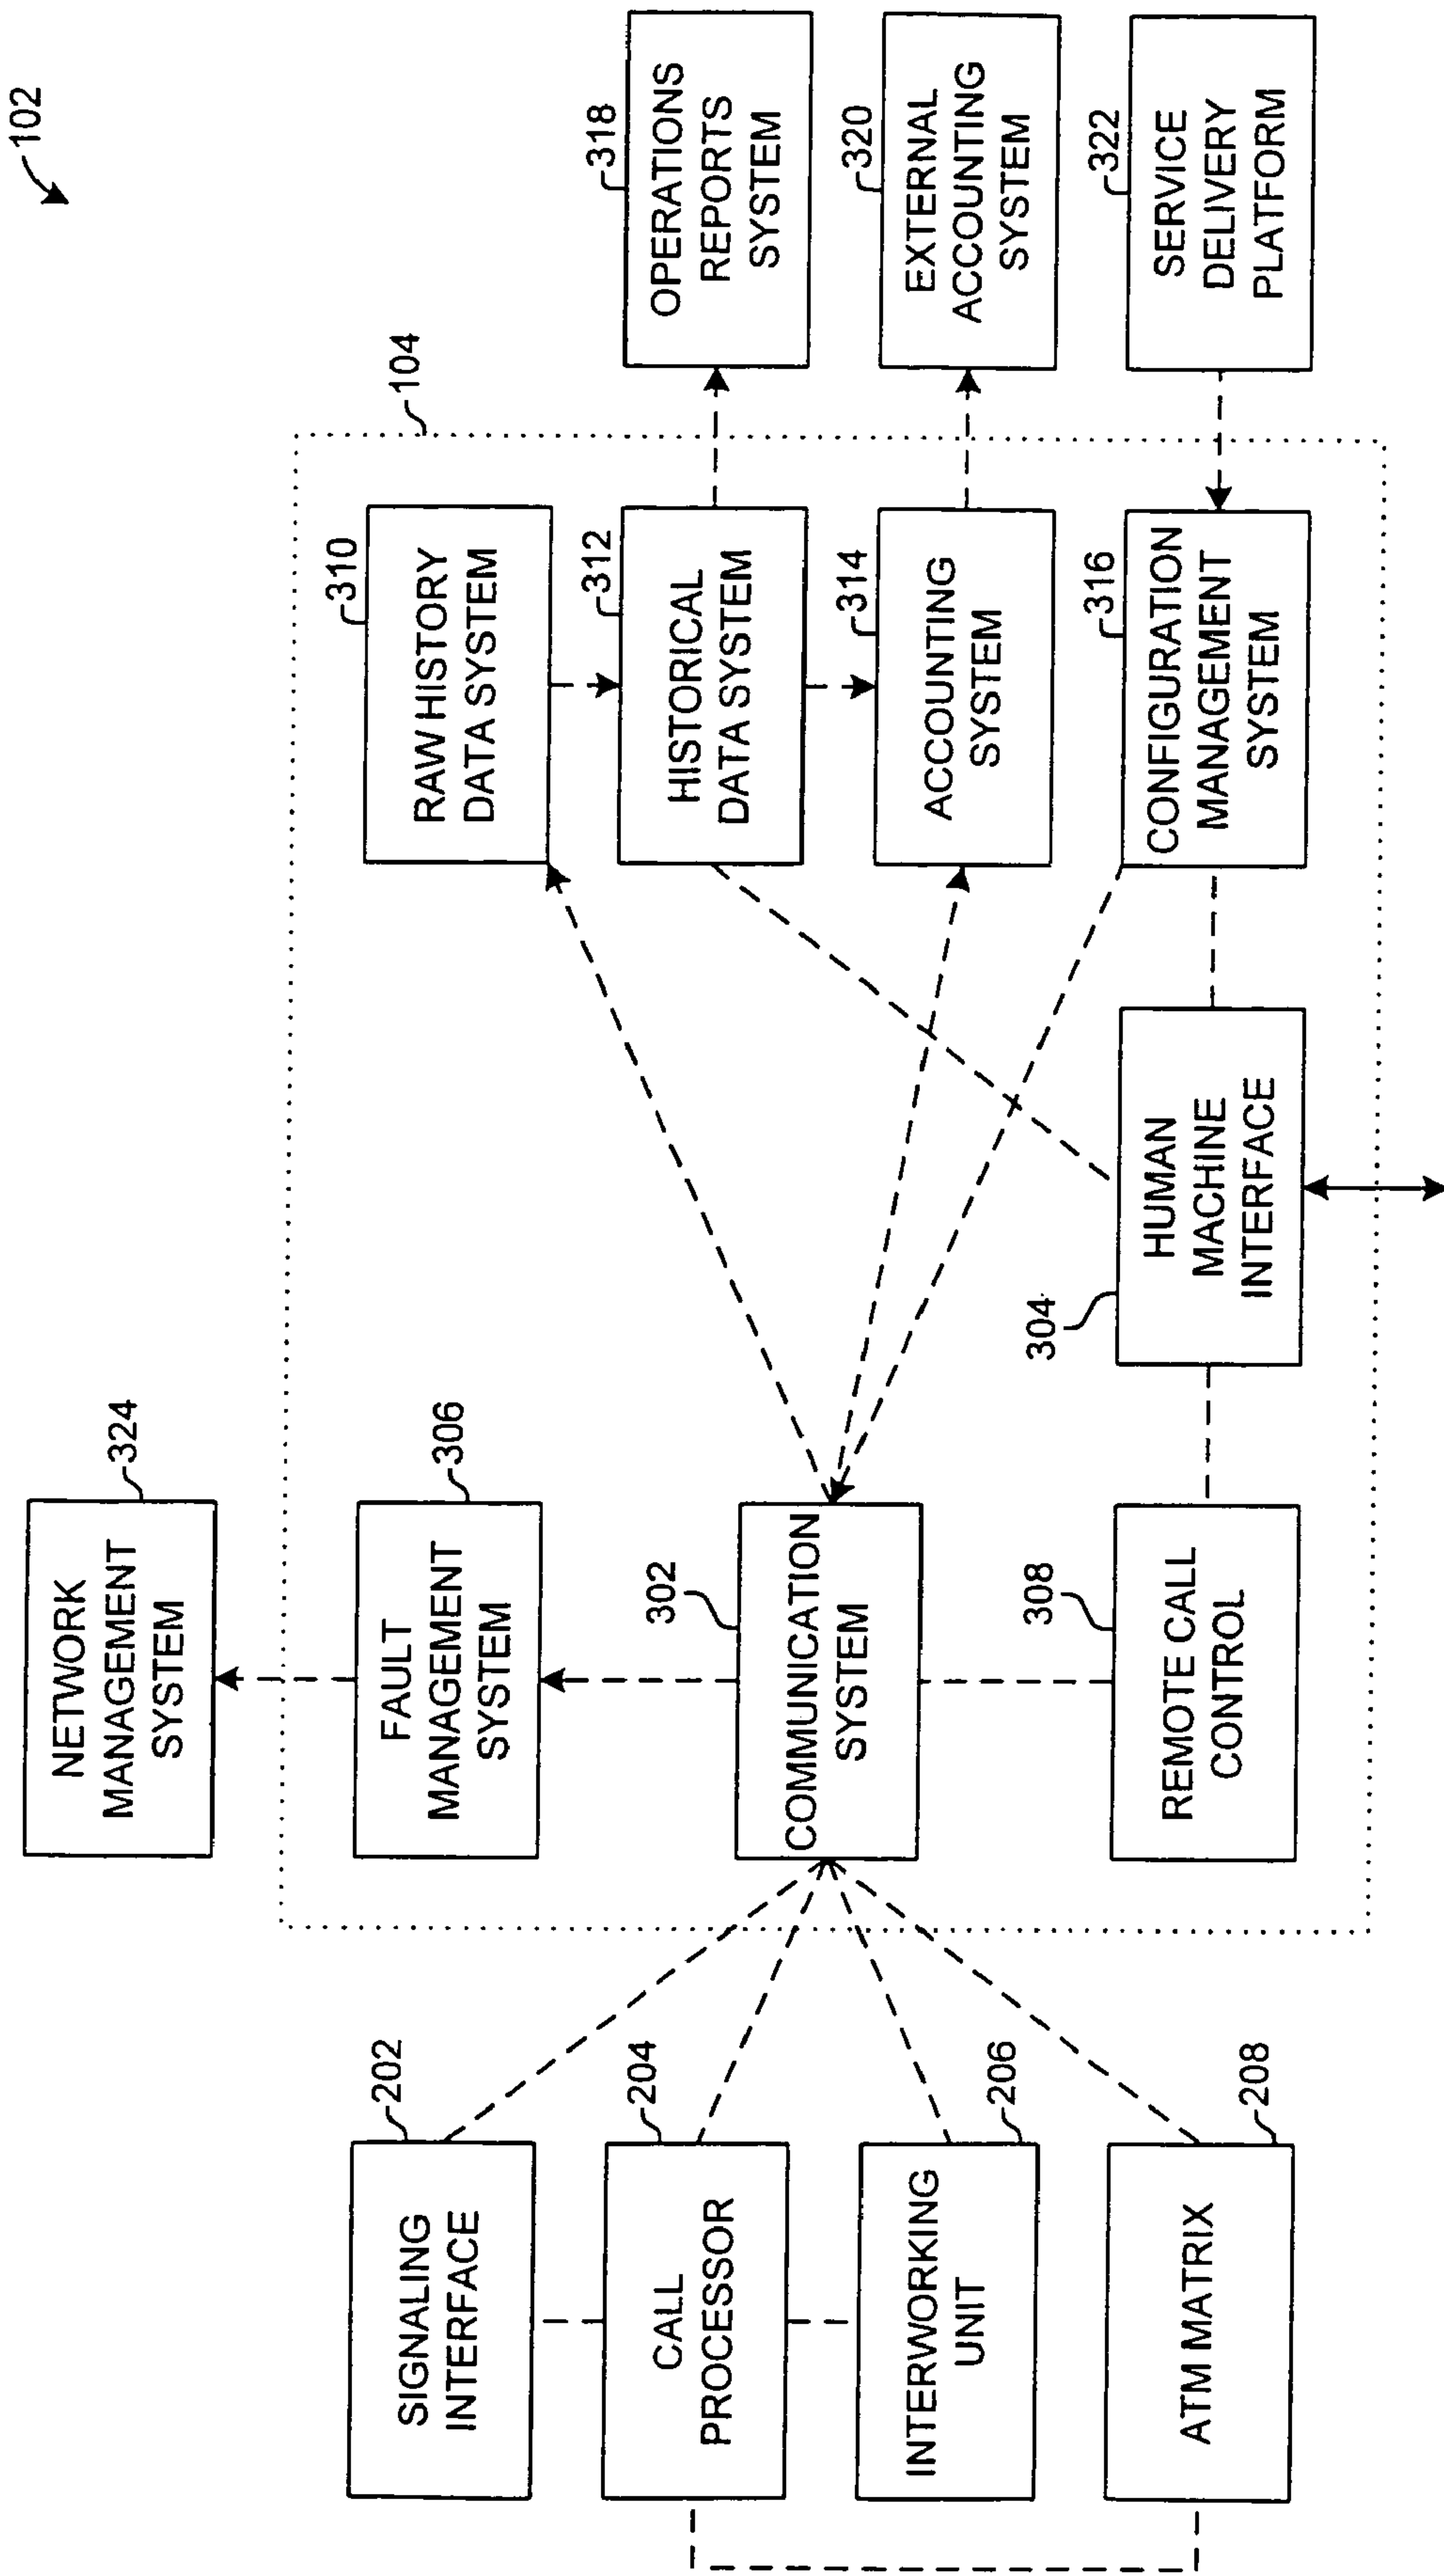 102
NETWORK
MANAGEMENT
SYSTEM
324
104
SIGNALING
INTERFACE
202
FAULT
MANAGEMENT
SYSTEM
306
RAW HISTORY
DATA SYSTEM
310
CALL
PROCESSOR
204
HISTORICAL
DATA SYSTEM
312
OPERATIONS
REPORTS
SYSTEM
318
COMMUNICATION
SYSTEM
302
INTERWORKING
UNIT
206
ACCOUNTING
SYSTEM
314
EXTERNAL
ACCOUNTING
SYSTEM
320
ATM MATRIX
208
REMOTE CALL
CONTROL
308
HUMAN
MACHINE
INTERFACE
304
CONFIGURATION
MANAGEMENT
SYSTEM
316
SERVICE
DELIVERY
PLATFORM
322